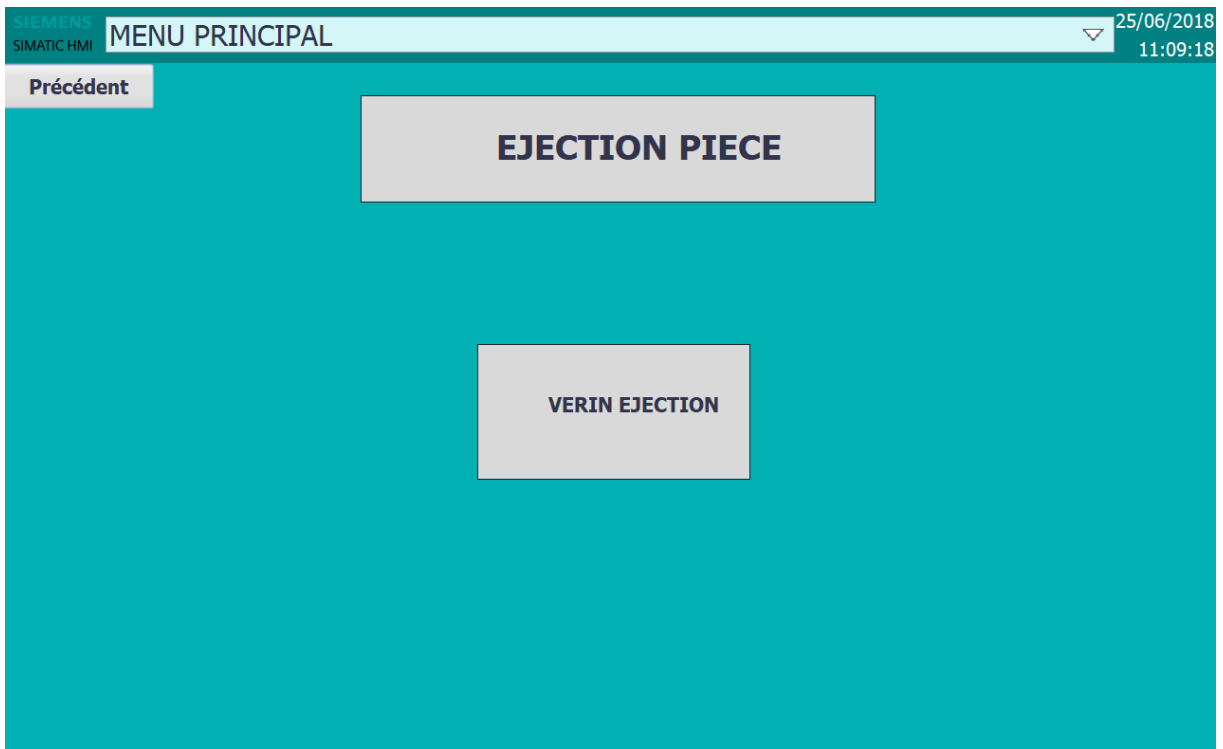 SIEMENS
SIMATIC HMI
MENU PRINCIPAL
25/06/2018
11:09:18
Précédent
EJECTION PIECE
VERIN EJECTION